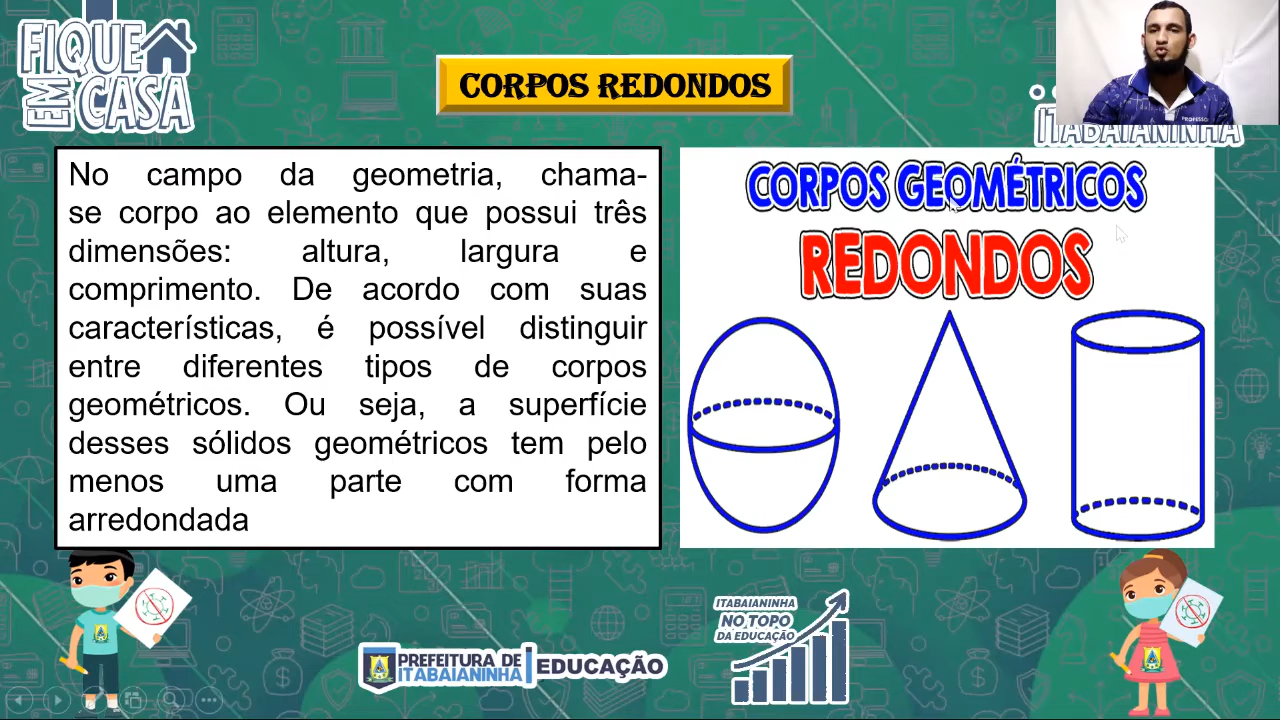 FIQUE
EM CASA
CORPOS REDONDOS
PROFESSOR
ITABAIANINHA
No campo da geometria, chama-
se corpo ao elemento que possui três
dimensões: altura, largura e
comprimento. De acordo com suas
características, é possível distinguir
entre diferentes tipos de corpos
geométricos. Ou seja, a superfície
desses sólidos geométricos tem pelo
menos uma parte com forma
arredondada
CORPOS GEOMÉTRICOS
REDONDOS
ITABAIANINHA
NO TOPO
DA EDUCAÇÃO
PREFEITURA DE
ITABAIANINHA
EDUCAÇÃO